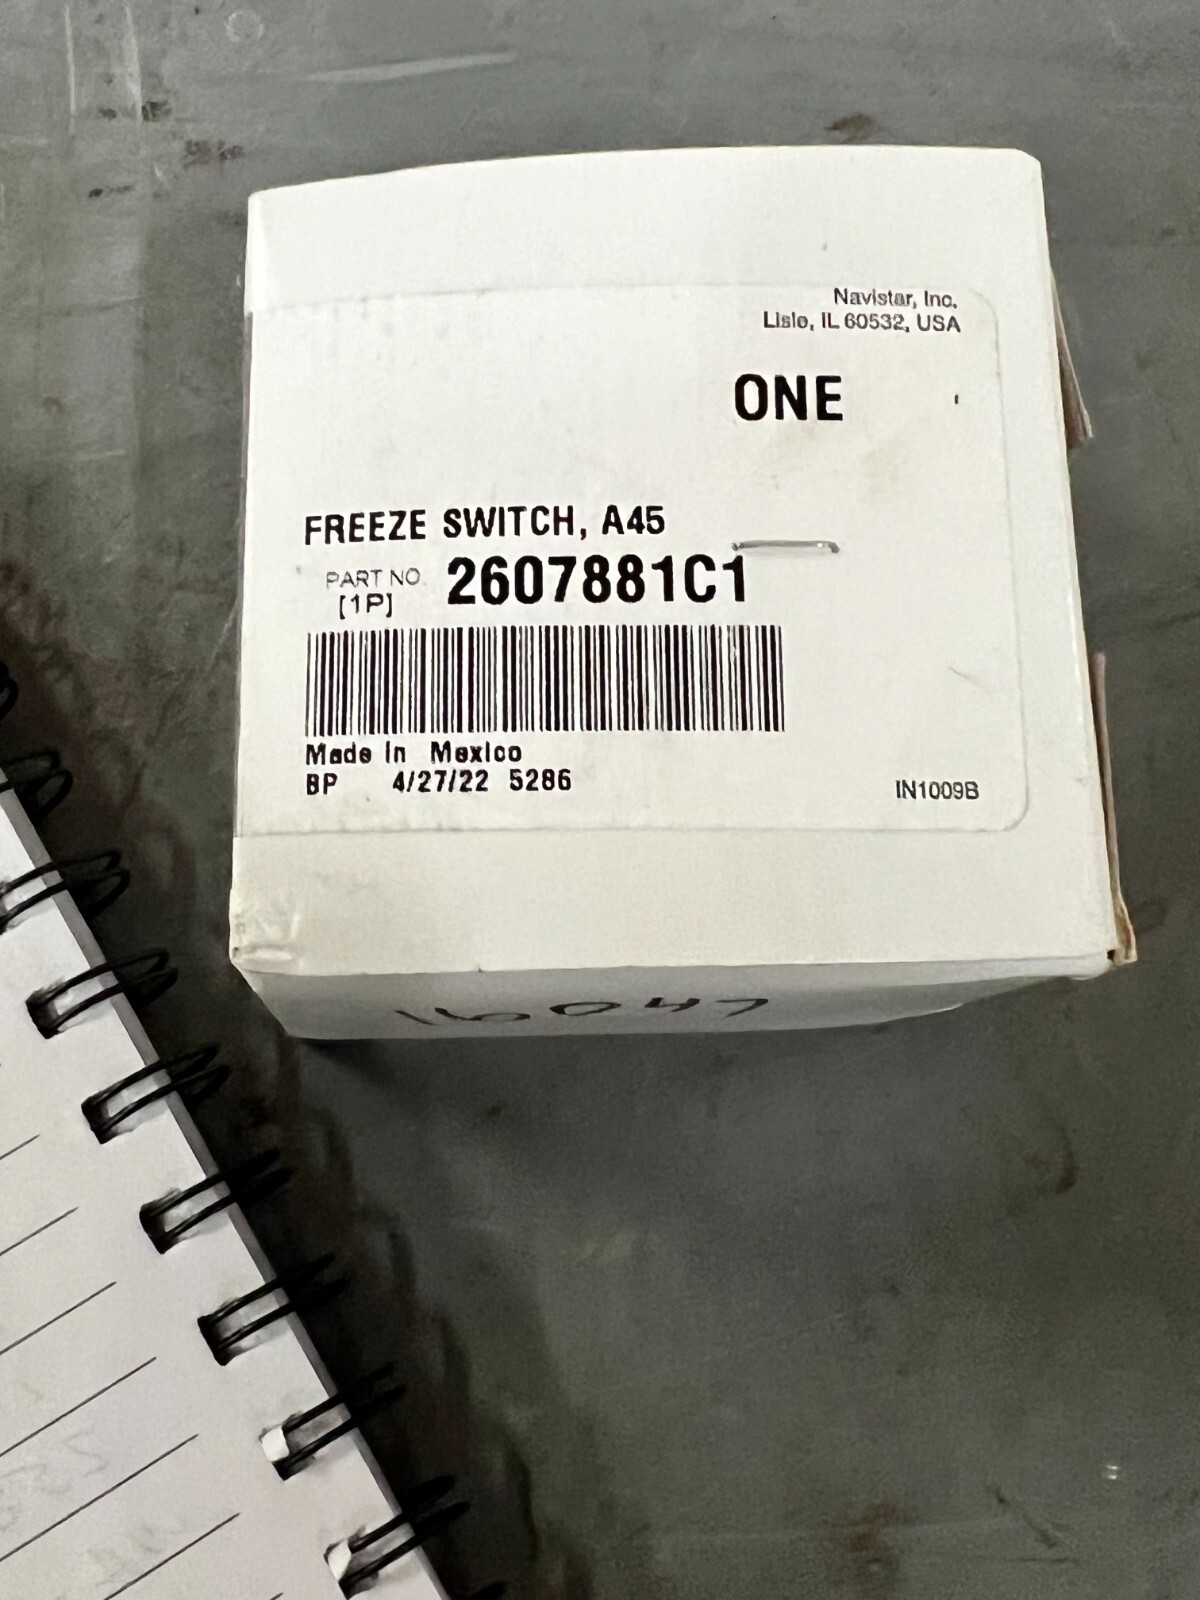 Navistar, Inc.
Lisle, IL 60532, USA
ONE
FREEZE SWITCH, A45
PART NO.
[1P]
2607881C1
Made in Mexico
BP 4/27/22 5286
IN1009B
16047